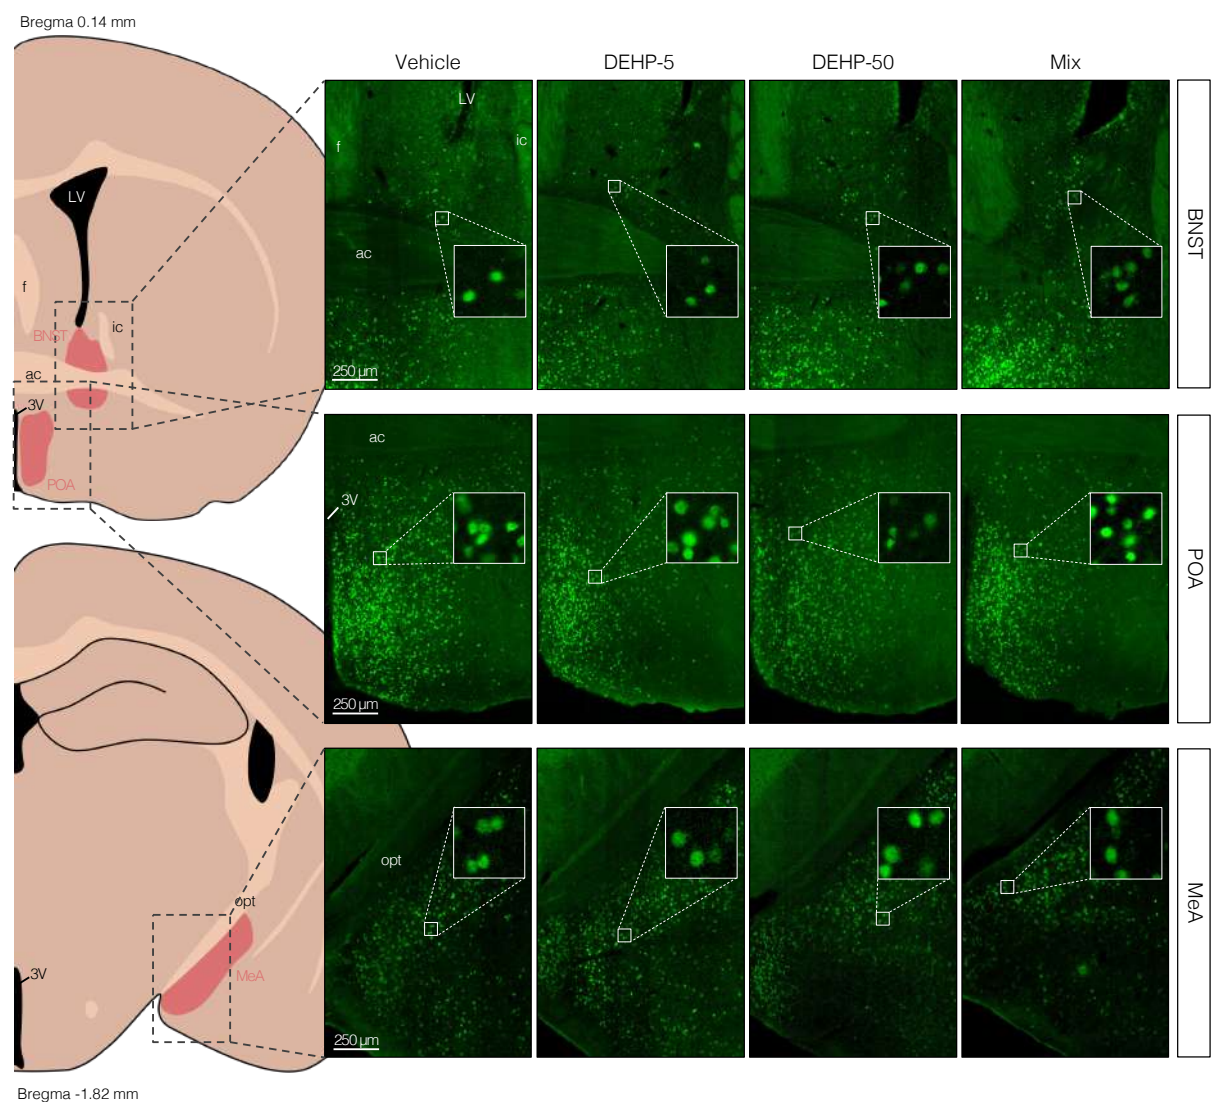 Bregma 0.14 mm
Vehicle
DEHP-5
DEHP-50
Mix
LV
f
ic
ac
250 µm
BNST
LV
f
BNST
ic
ac
3V
POA
ac
3V
250 µm
POA
opt
250 µm
MeA
opt
MeA
3V
Bregma -1.82 mm